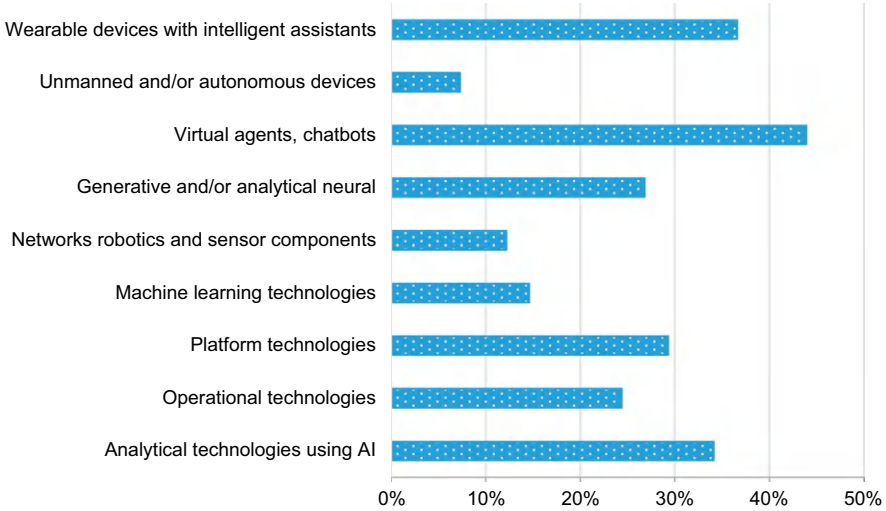 Wearable devices with intelligent assistants
Unmanned and/or autonomous devices
Virtual agents, chatbots
Generative and/or analytical neural
Networks robotics and sensor components
Machine learning technologies
Platform technologies
Operational technologies
Analytical technologies using AI
0% 10% 20% 30% 40% 50%